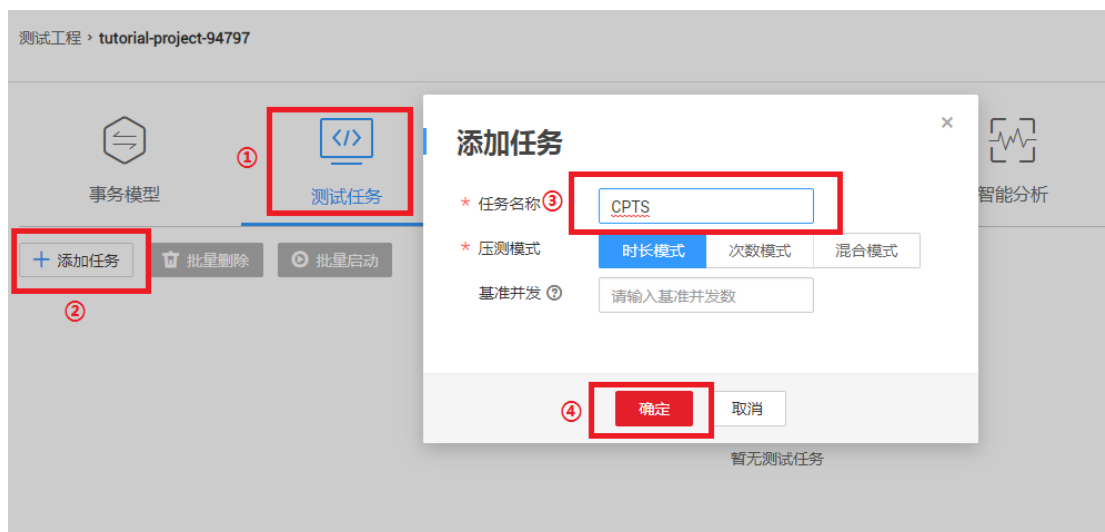 测试工程 › tutorial-project-94797
事务模型
①
测试任务
智能分析
+ 添加任务
批量删除
批量启动
②
添加任务
×
* 任务名称 ③ CPTS
* 压测模式 时长模式 次数模式 混合模式
基准并发 ? 请输入基准并发数
④ 确定 取消
暂无测试任务